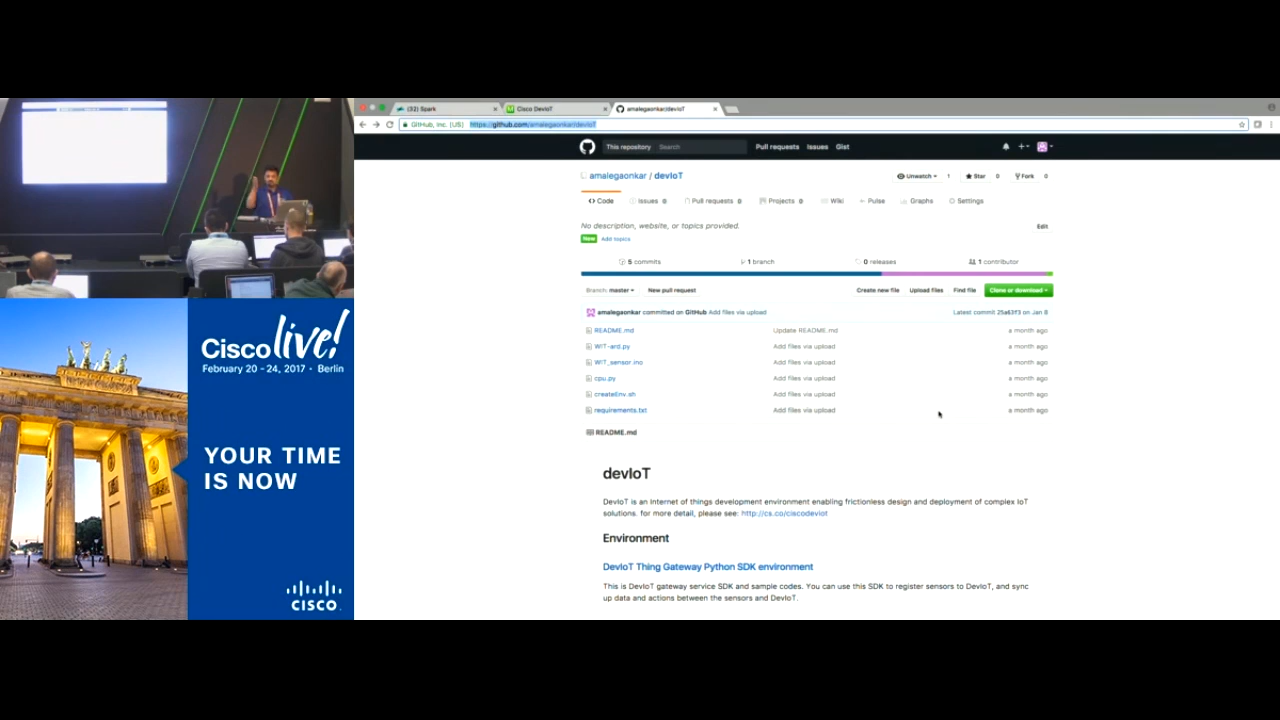 Cisco live!
February 20 - 24, 2017 • Berlin
YOUR TIME
IS NOW
CISCO
(32) Spark
Cisco DevIoT
amalegaonkar/devIoT
GitHub, Inc. [US] https://github.com/amalegaonkar/devIoT
This repository Search Pull requests Issues Gist
amalegaonkar / devIoT Unwatch 1 Star 0 Fork 0
Code Issues 0 Pull requests 0 Projects 0 Wiki Pulse Graphs Settings
No description, website, or topics provided. Edit
New Add topics
5 commits 1 branch 0 releases 1 contributor
Branch: master New pull request Create new file Upload files Find file Clone or download
amalegaonkar committed on GitHub Add files via upload Latest commit 25a63f3 on Jan 8
README.md Update README.md a month ago
WIT-ard.py Add files via upload a month ago
WIT_sensor.ino Add files via upload a month ago
cpu.py Add files via upload a month ago
createEnv.sh Add files via upload a month ago
requirements.txt Add files via upload a month ago
README.md
devIoT
DevIoT is an Internet of things development environment enabling frictionless design and deployment of complex IoT
solutions. for more detail, please see: http://cs.co/ciscodeviot
Environment
DevIoT Thing Gateway Python SDK environment
This is DevIoT gateway service SDK and sample codes. You can use this SDK to register sensors to DevIoT, and sync
up data and actions between the sensors and DevIoT.